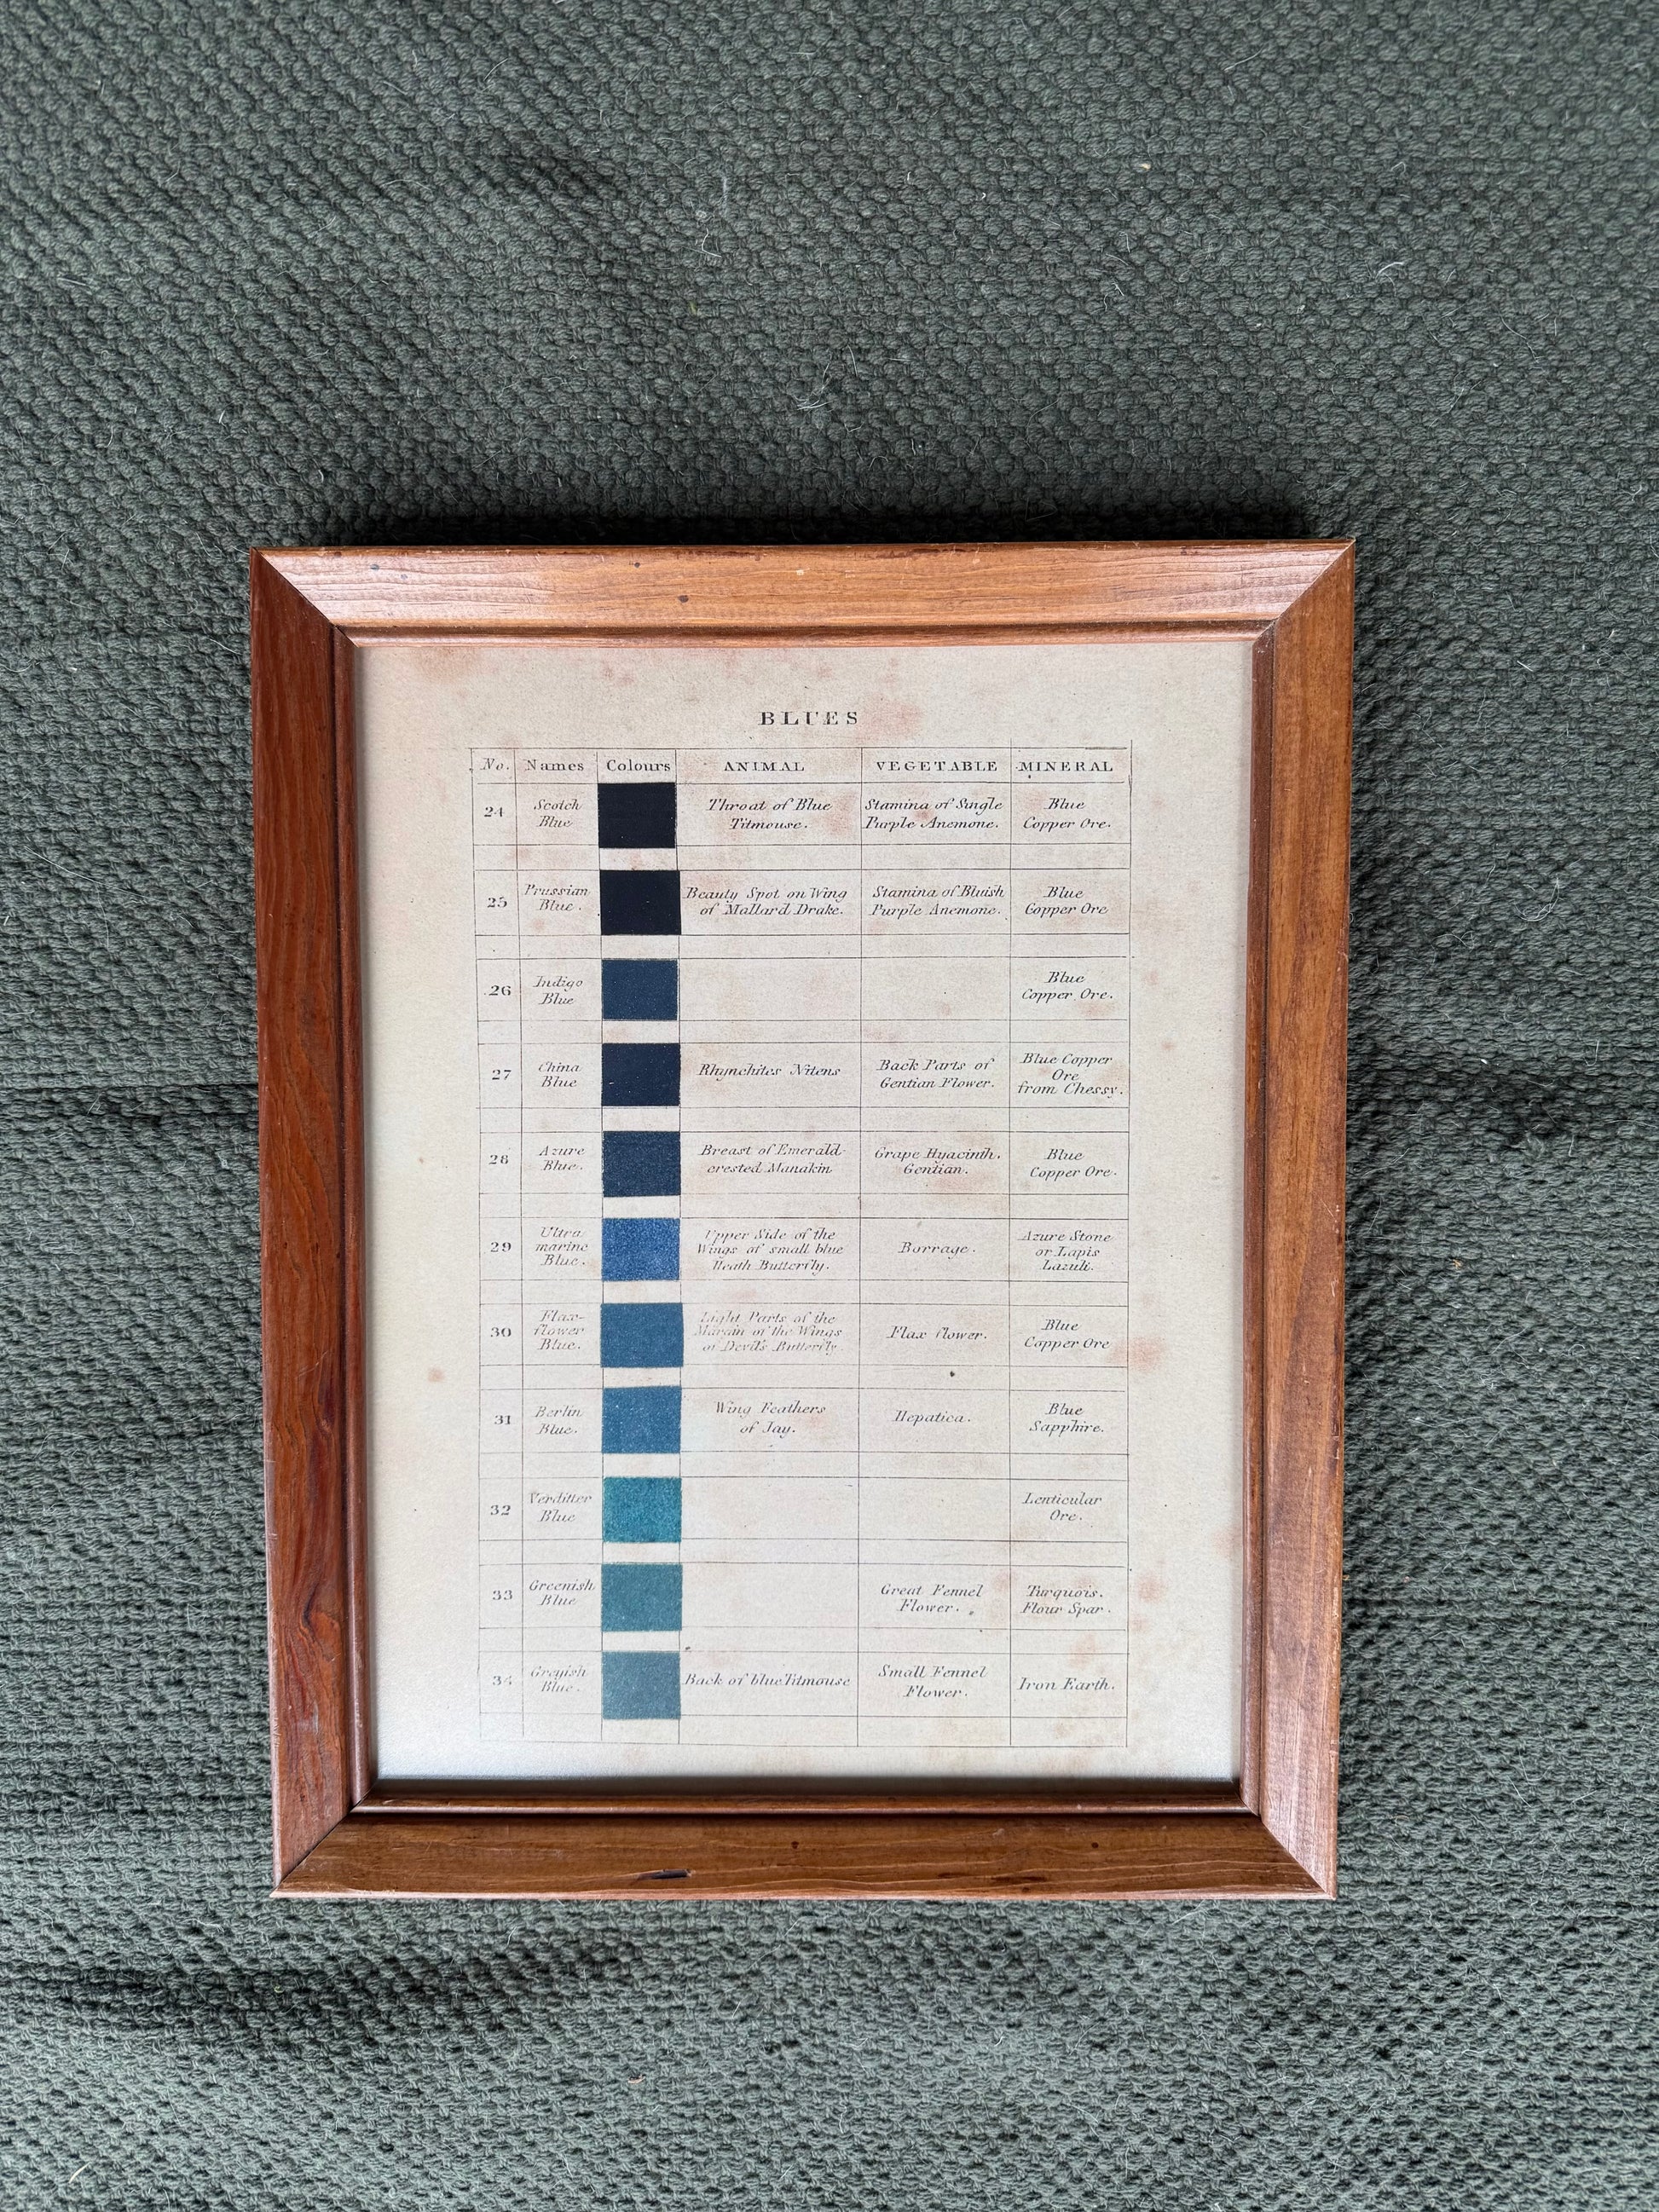 BLUES
No. Names Colours ANIMAL VEGETABLE MINERAL
24 Scotch Blue Throat of Blue Titmouse. Stamina of Single Purple Anemone. Blue Copper Ore.
25 Prussian Blue. Beauty Spot on Wing of Mallard Drake. Stamina of Bluish Purple Anemone. Blue Copper Ore
26 Indigo Blue Blue Copper Ore.
27 China Blue Rhynchites Nitens Back Parts of Gentian Flower. Blue Copper Ore from Chessy.
28 Azure Blue. Breast of Emerald-crested Manakin Grape Hyacinth. Gentian. Blue Copper Ore.
29 Ultra marine Blue. Upper Side of the Wings of small blue Heath Butterfly. Borrage. Azure Stone or Lapis Lazuli.
30 Flax-flower Blue. Light Parts of the Margin of the Wings of Devil's Butterfly. Flax flower. Blue Copper Ore
31 Berlin Blue. Wing Feathers of Jay. Hepatica. Blue Sapphire.
32 Verditter Blue Lenticular Ore.
33 Greenish Blue Great Fennel Flower. Turquois. Flour Spar.
34 Greyish Blue. Back of blue Titmouse Small Fennel Flower. Iron Earth.